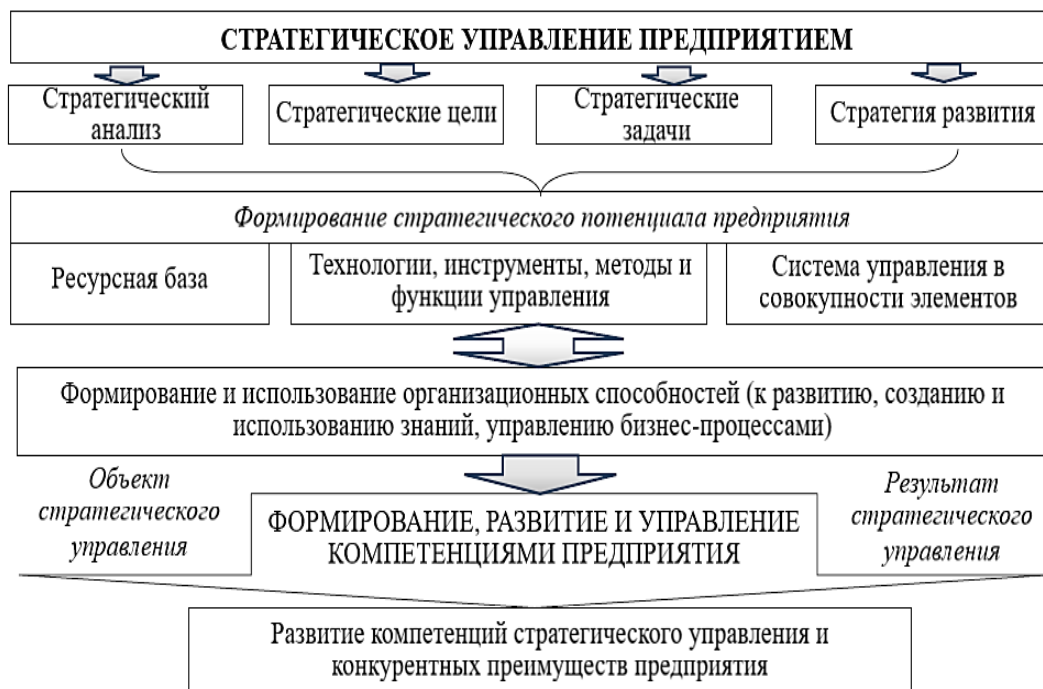 СТРАТЕГИЧЕСКОЕ УПРАВЛЕНИЕ ПРЕДПРИЯТИЕМ
Стратегический
анализ
Стратегические цели
Стратегические
задачи
Стратегия развития
Формирование стратегического потенциала предприятия
Ресурсная база
Технологии, инструменты, методы и
функции управления
Система управления в
совокупности элементов
Формирование и использование организационных способностей (к развитию, созданию и
использованию знаний, управлению бизнес-процессами)
Объект
стратегического
управления
ФОРМИРОВАНИЕ, РАЗВИТИЕ И УПРАВЛЕНИЕ
КОМПЕТЕНЦИЯМИ ПРЕДПРИЯТИЯ
Результат
стратегического
управления
Развитие компетенций стратегического управления и
конкурентных преимуществ предприятия